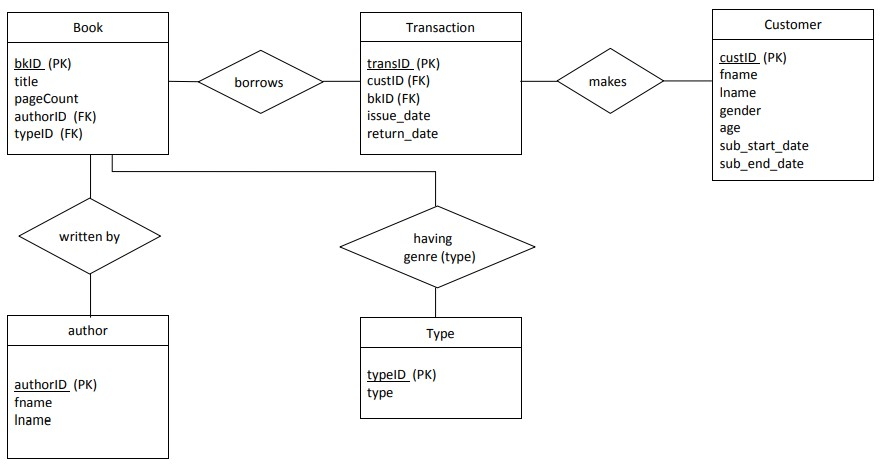 Book
bkID (PK)
title
pageCount
authorID (FK)
typeID (FK)
borrows
Transaction
transID (PK)
custID (FK)
bkID (FK)
issue_date
return_date
makes
Customer
custID (PK)
fname
lname
gender
age
sub_start_date
sub_end_date
written by
having
genre (type)
author
authorID (PK)
fname
lname
Type
typeID (PK)
type